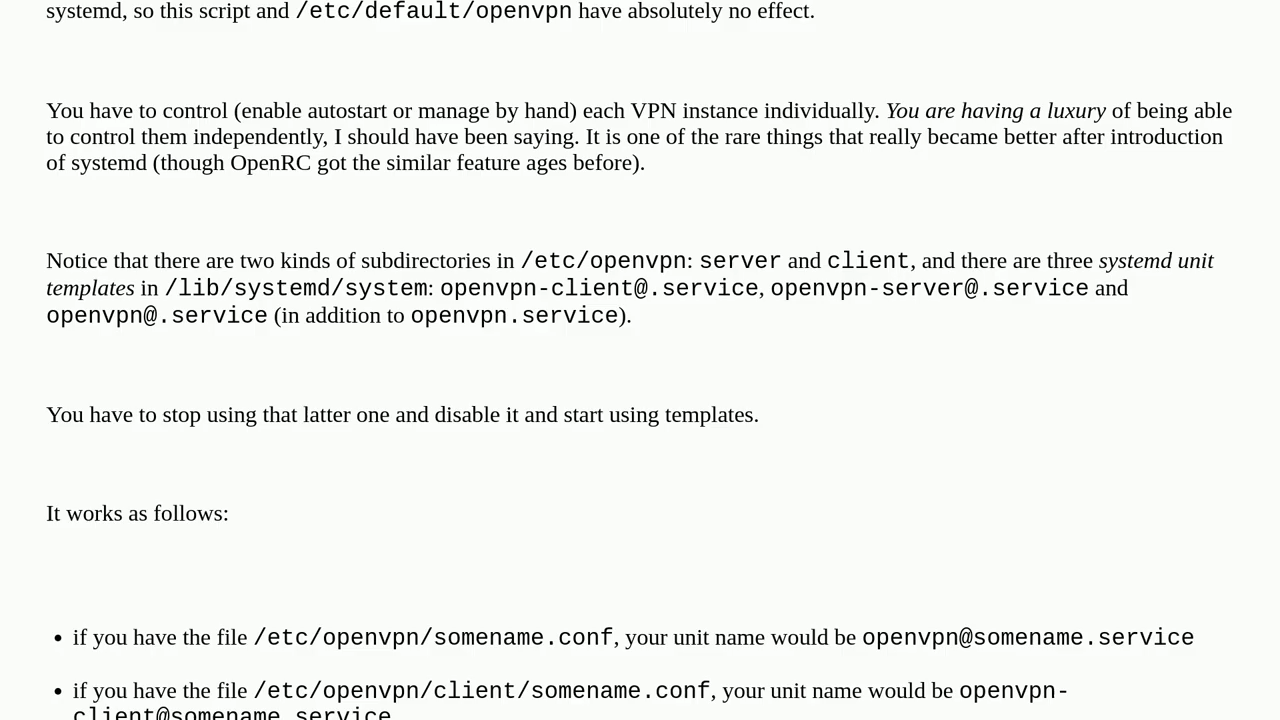 systemd, so this script and /etc/default/openvpn have absolutely no effect.
You have to control (enable autostart or manage by hand) each VPN instance individually. You are having a luxury of being able
to control them independently, I should have been saying. It is one of the rare things that really became better after introduction
of systemd (though OpenRC got the similar feature ages before).
Notice that there are two kinds of subdirectories in /etc/openvpn: server and client, and there are three systemd unit
templates in /lib/systemd/system: openvpn-client@.service, openvpn-server@.service and
openvpn@.service (in addition to openvpn.service).
You have to stop using that latter one and disable it and start using templates.
It works as follows:
• if you have the file /etc/openvpn/somename.conf, your unit name would be openvpn@somename.service
• if you have the file /etc/openvpn/client/somename.conf, your unit name would be openvpn-
client@somename.service